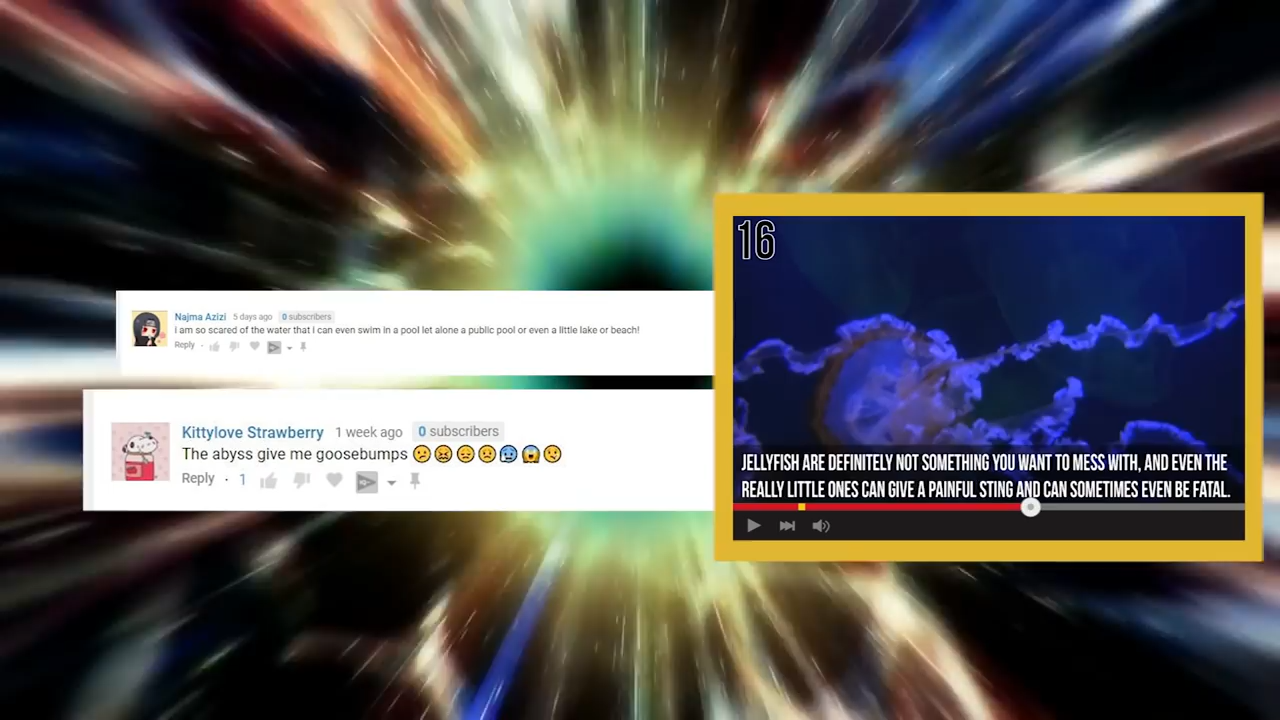 Najma Azizi 5 days ago 0 subscribers
I am so scared of the water that i can even swim in a pool let alone a public pool or even a little lake or beach!
Reply
Kittylove Strawberry 1 week ago 0 subscribers
The abyss give me goosebumps 😕😖😞🙁😰😱😯
Reply · 1
16
JELLYFISH ARE DEFINITELY NOT SOMETHING YOU WANT TO MESS WITH, AND EVEN THE
REALLY LITTLE ONES CAN GIVE A PAINFUL STING AND CAN SOMETIMES EVEN BE FATAL.